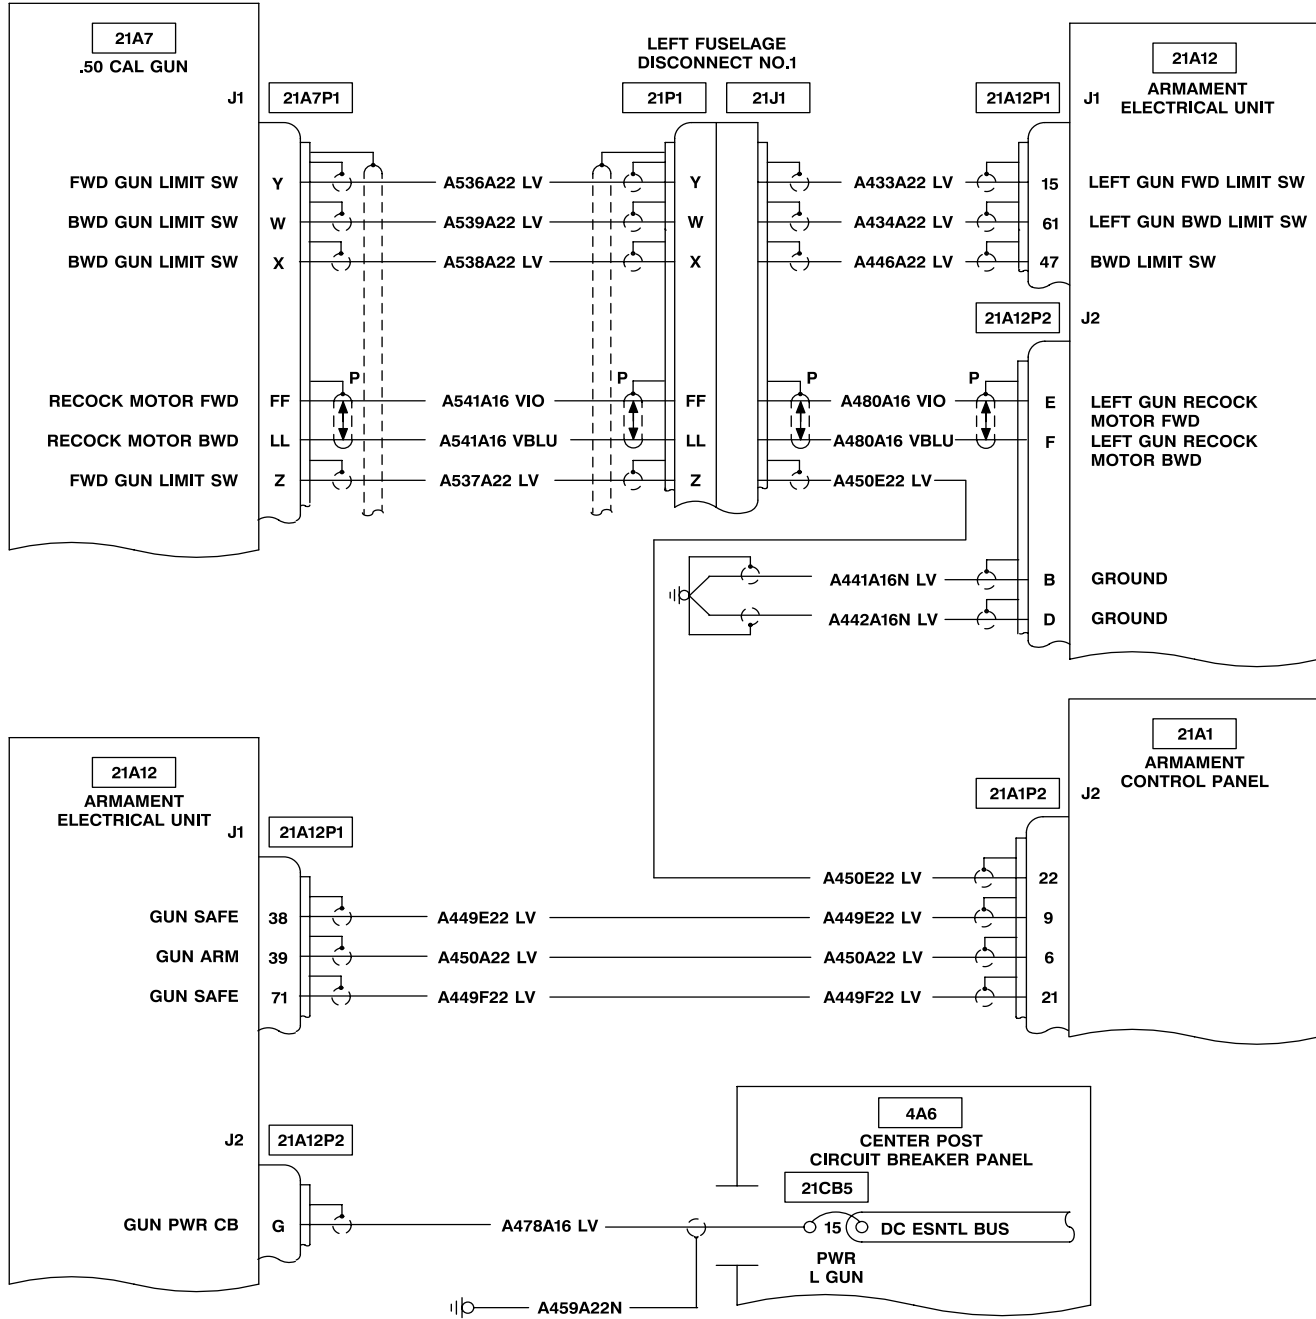 21A7
.50 CAL GUN
J1
21A7P1
LEFT FUSELAGE
DISCONNECT NO.1
21P1
21J1
21A12P1
J1
21A12
ARMAMENT
ELECTRICAL UNIT
FWD GUN LIMIT SW Y A536A22 LV Y A433A22 LV 15 LEFT GUN FWD LIMIT SW
BWD GUN LIMIT SW W A539A22 LV W A434A22 LV 61 LEFT GUN BWD LIMIT SW
BWD GUN LIMIT SW X A538A22 LV X A446A22 LV 47 BWD LIMIT SW
21A12P2
J2
P P P P
RECOCK MOTOR FWD FF A541A16 VIO FF A480A16 VIO E LEFT GUN RECOCK
MOTOR FWD
RECOCK MOTOR BWD LL A541A16 VBLU LL A480A16 VBLU F LEFT GUN RECOCK
MOTOR BWD
FWD GUN LIMIT SW Z A537A22 LV Z A450E22 LV
A441A16N LV B GROUND
A442A16N LV D GROUND
21A12
ARMAMENT
ELECTRICAL UNIT
J1
21A12P1
21A1P2
J2
21A1
ARMAMENT
CONTROL PANEL
A450E22 LV 22
GUN SAFE 38 A449E22 LV A449E22 LV 9
GUN ARM 39 A450A22 LV A450A22 LV 6
GUN SAFE 71 A449F22 LV A449F22 LV 21
J2
21A12P2
4A6
CENTER POST
CIRCUIT BREAKER PANEL
21CB5
GUN PWR CB G A478A16 LV 15 DC ESNTL BUS
PWR
L GUN
A459A22N